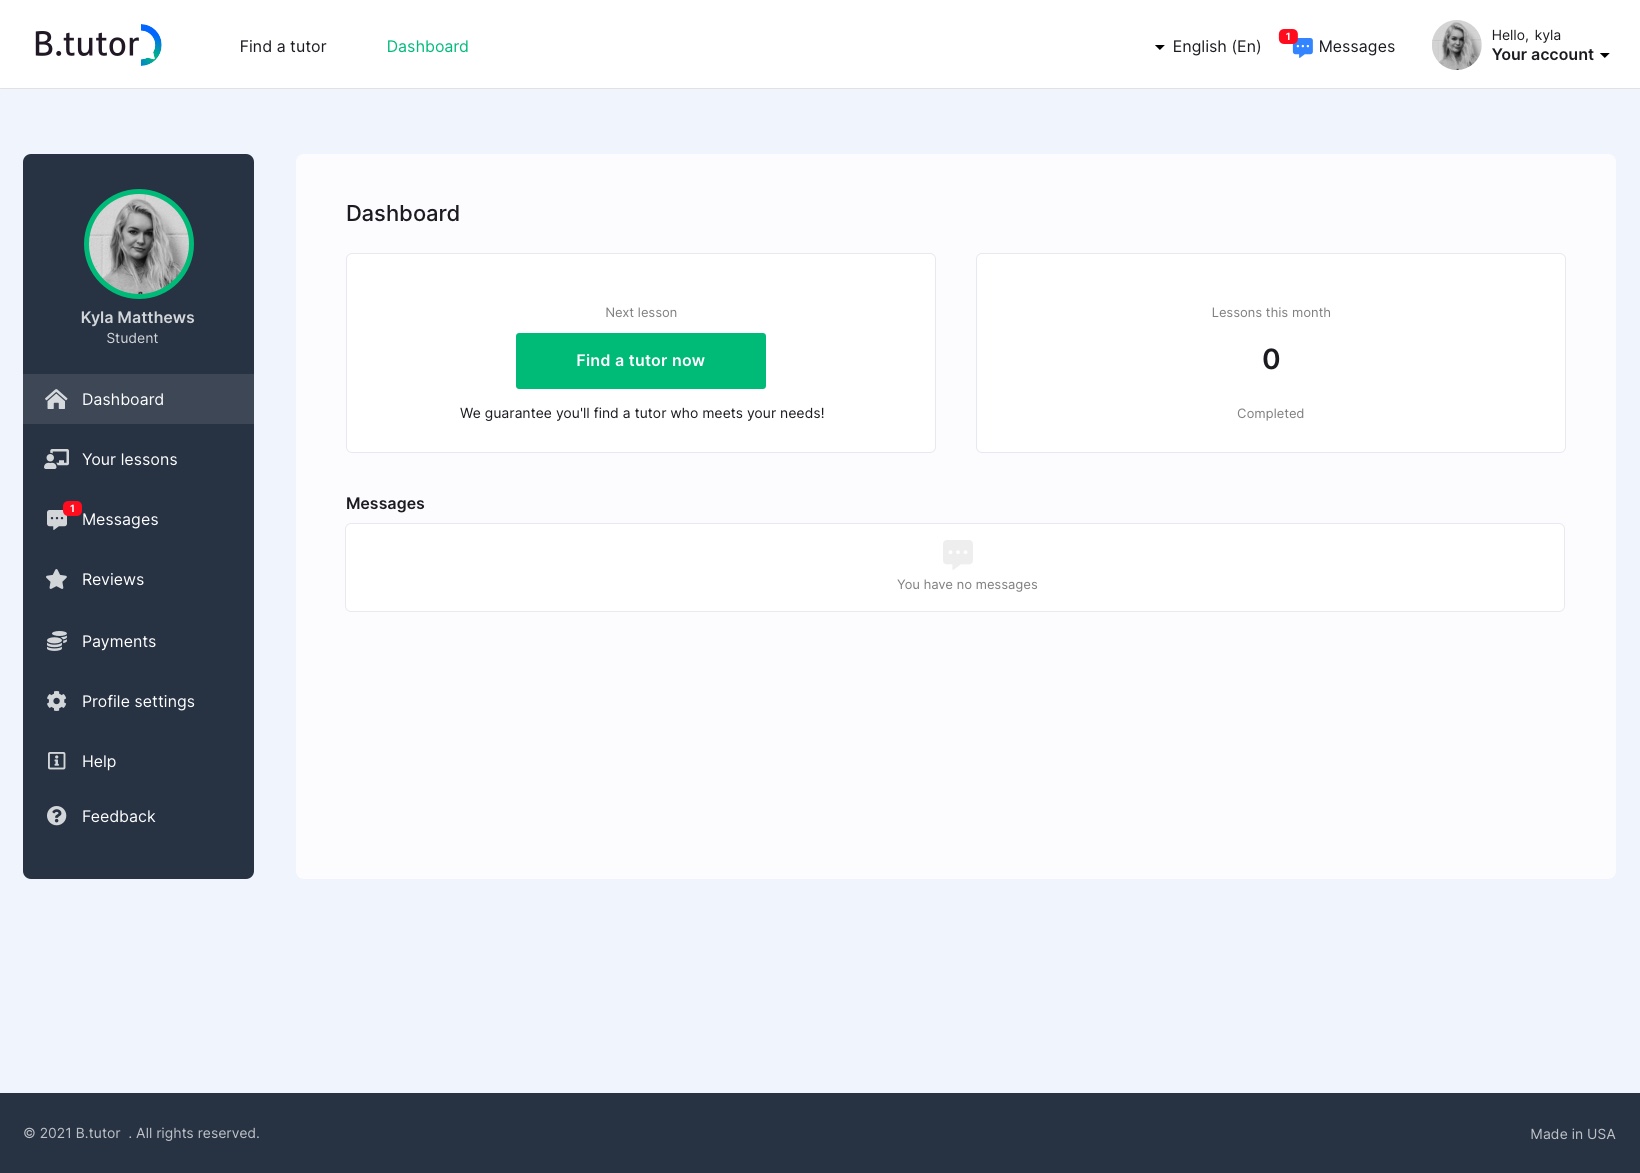 B.tutor
Find a tutor
Dashboard
English (En)
1
Messages
Hello, kyla
Your account
Kyla Matthews
Student
Dashboard
Your lessons
1
Messages
Reviews
Payments
Profile settings
Help
Feedback
Dashboard
Next lesson
Find a tutor now
We guarantee you'll find a tutor who meets your needs!
Lessons this month
0
Completed
Messages
You have no messages
© 2021 B.tutor . All rights reserved.
Made in USA